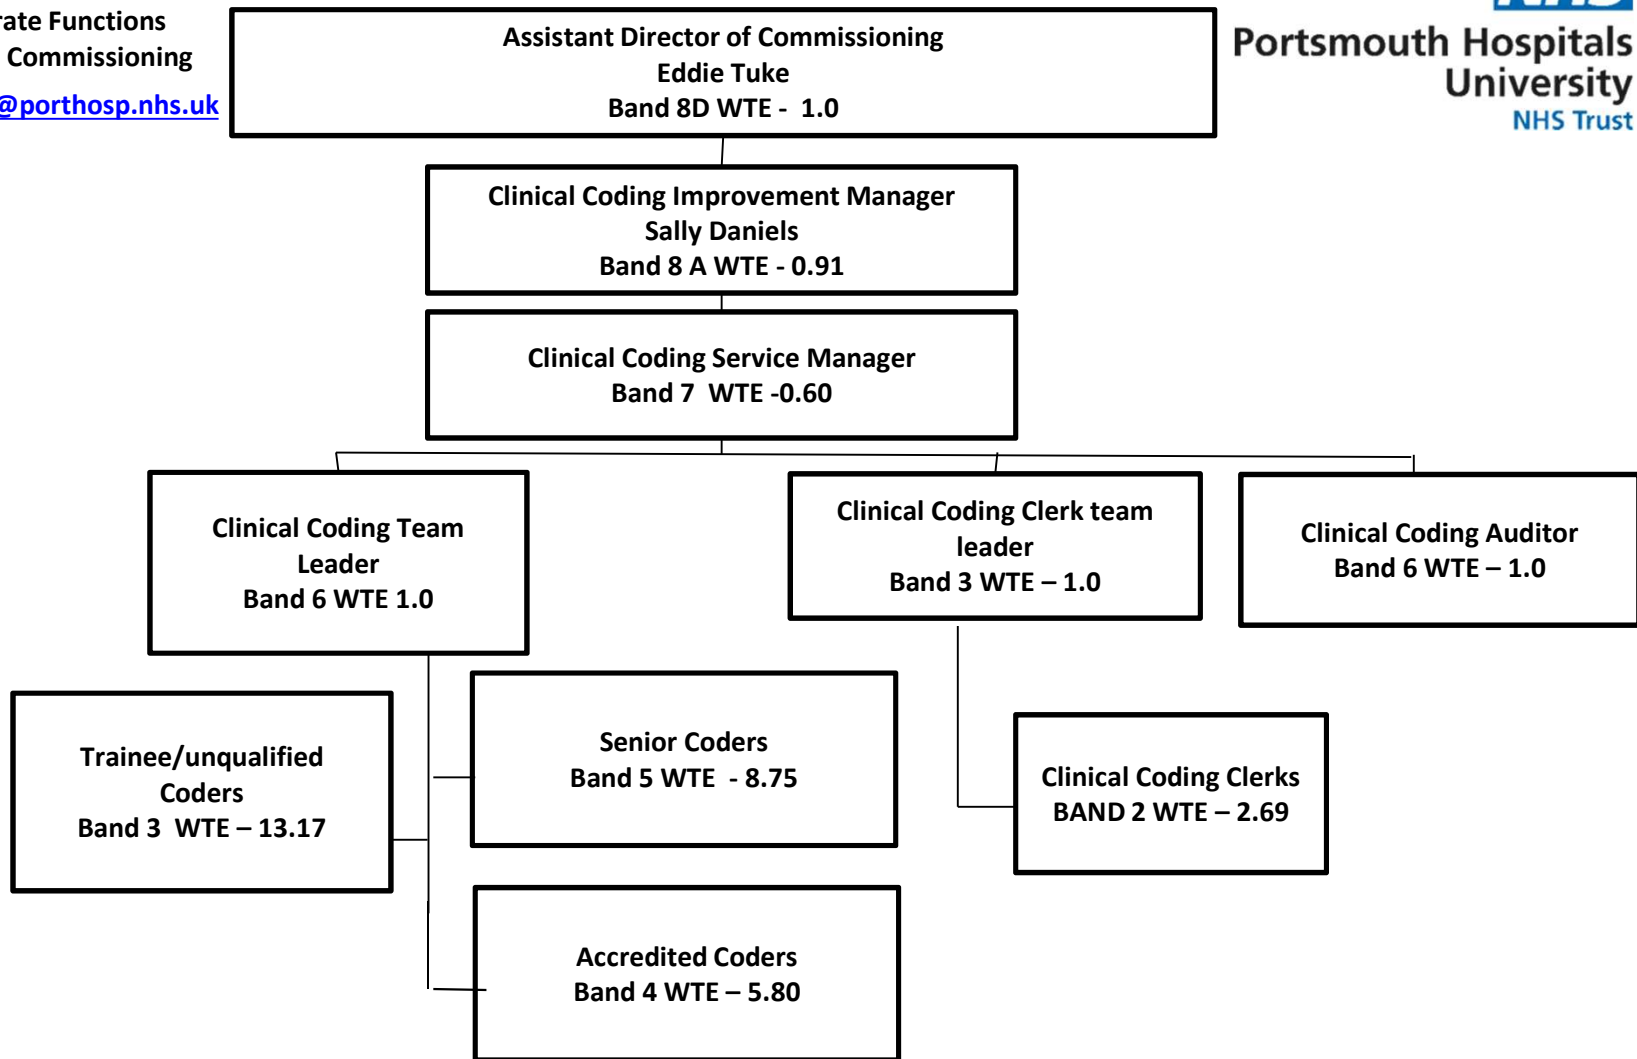 rate Functions
Commissioning
@porthosp.nhs.uk
Assistant Director of Commissioning
Eddie Tuke
Band 8D WTE - 1.0
NHS
Portsmouth Hospitals
University
NHS Trust
Clinical Coding Improvement Manager
Sally Daniels
Band 8 A WTE - 0.91
Clinical Coding Service Manager
Band 7 WTE -0.60
Clinical Coding Team
Leader
Band 6 WTE 1.0
Clinical Coding Clerk team
leader
Band 3 WTE – 1.0
Clinical Coding Auditor
Band 6 WTE – 1.0
Trainee/unqualified
Coders
Band 3 WTE – 13.17
Senior Coders
Band 5 WTE - 8.75
Clinical Coding Clerks
BAND 2 WTE – 2.69
Accredited Coders
Band 4 WTE – 5.80